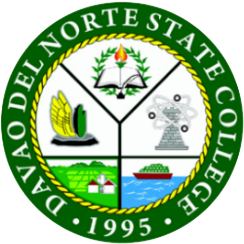 DAVAO DEL NORTE STATE COLLEGE
• 1995 •